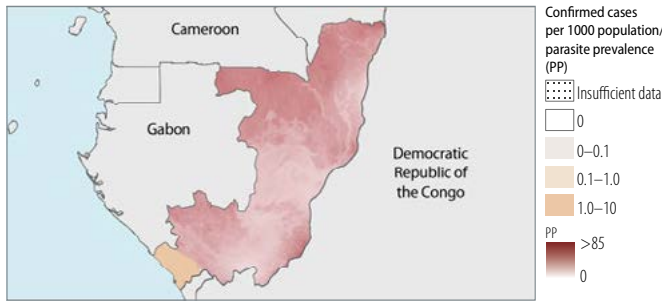 Cameroon
Gabon
Democratic
Republic of
the Congo
Confirmed cases
per 1000 population/
parasite prevalence
(PP)
Insufficient data
0
0–0.1
0.1–1.0
1.0–10
PP
>85
0